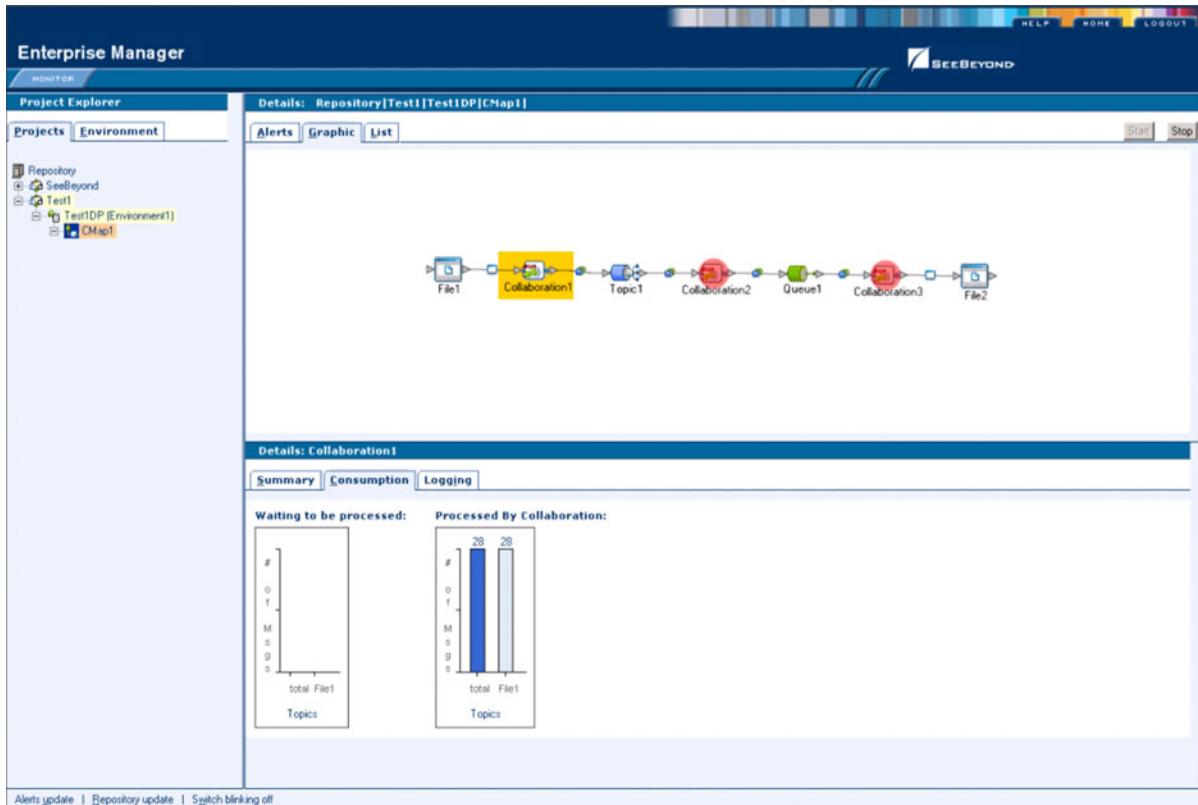 HELP HOME LOGOUT
Enterprise Manager
SEEBEYOND
MONITOR
Project Explorer
Projects Environment
Repository
SeeBeyond
Test1
Test1DP (Environment1)
CMap1
Details: Repository|Test1|Test1DP|CMap1|
Alerts Graphic List
Start Stop
File1 Collaboration1 Topic1 Collaboration2 Queue1 Collaboration3 File2
Details: Collaboration1
Summary Consumption Logging
Waiting to be processed:
# of Msgs
total File1
Topics
Processed By Collaboration:
28 28
# of Msgs
total File1
Topics
Alerts update | Repository update | Switch blinking off